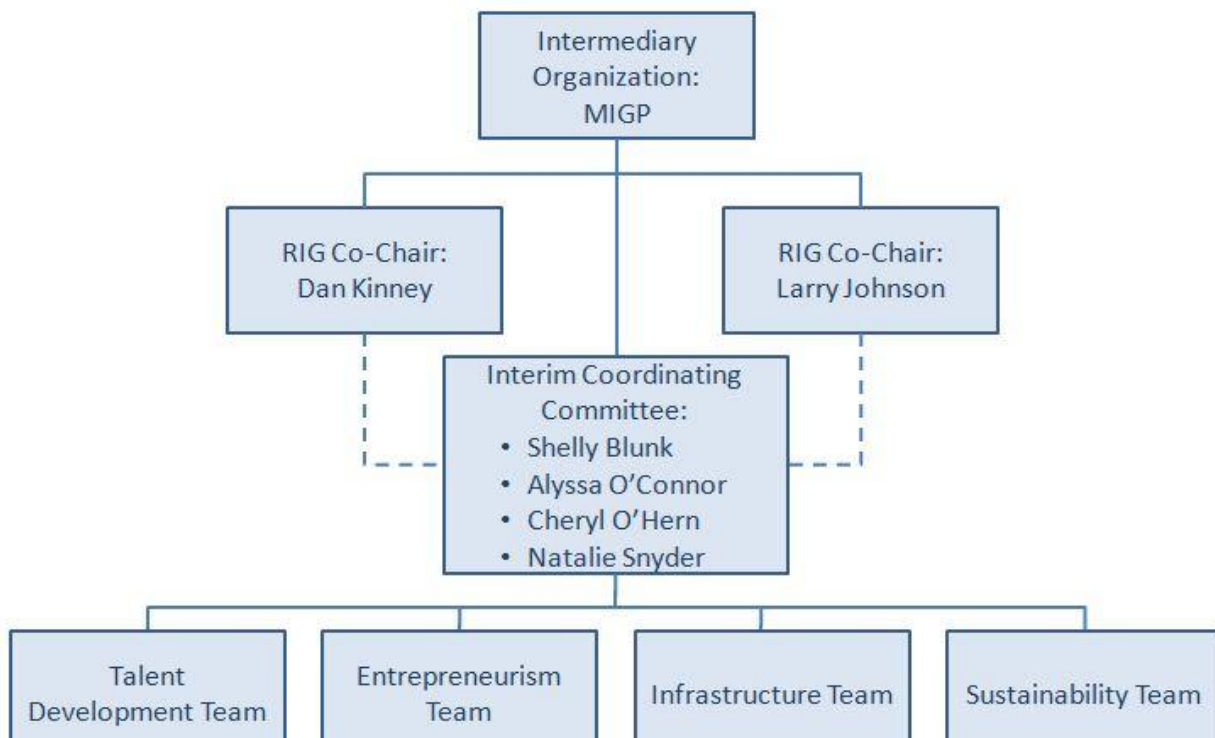 Intermediary
Organization:
MIGP
RIG Co-Chair:
Dan Kinney
RIG Co-Chair:
Larry Johnson
Interim Coordinating
Committee:
• Shelly Blunk
• Alyssa O’Connor
• Cheryl O’Hern
• Natalie Snyder
Talent
Development Team
Entrepreneurism
Team
Infrastructure Team
Sustainability Team